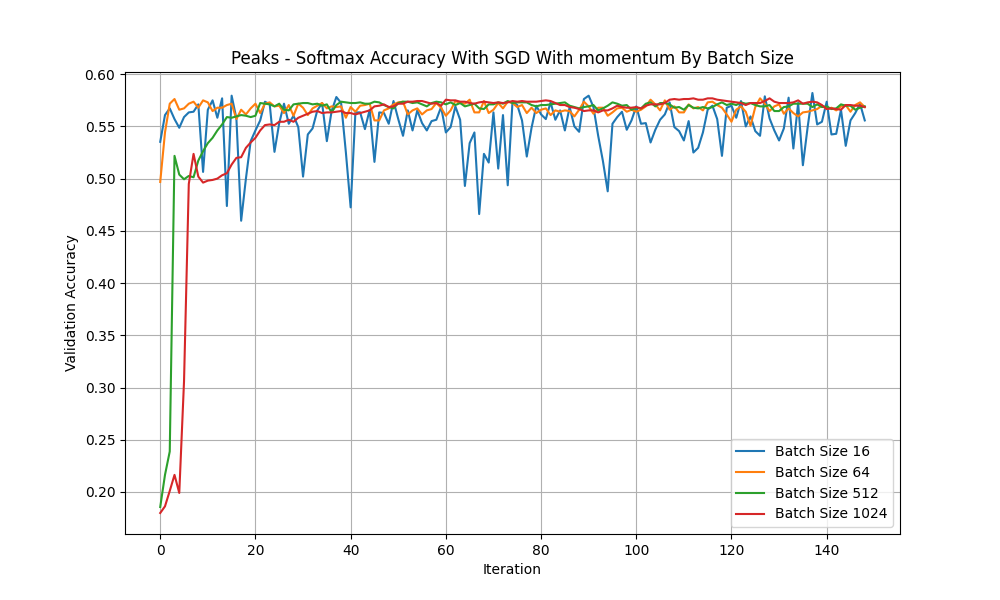 Peaks - Softmax Accuracy With SGD With momentum By Batch Size
0.60
0.55
0.50
0.45
0.40
0.35
0.30
0.25
0.20
Validation Accuracy
0 20 40 60 80 100 120 140
Iteration
Batch Size 16
Batch Size 64
Batch Size 512
Batch Size 1024